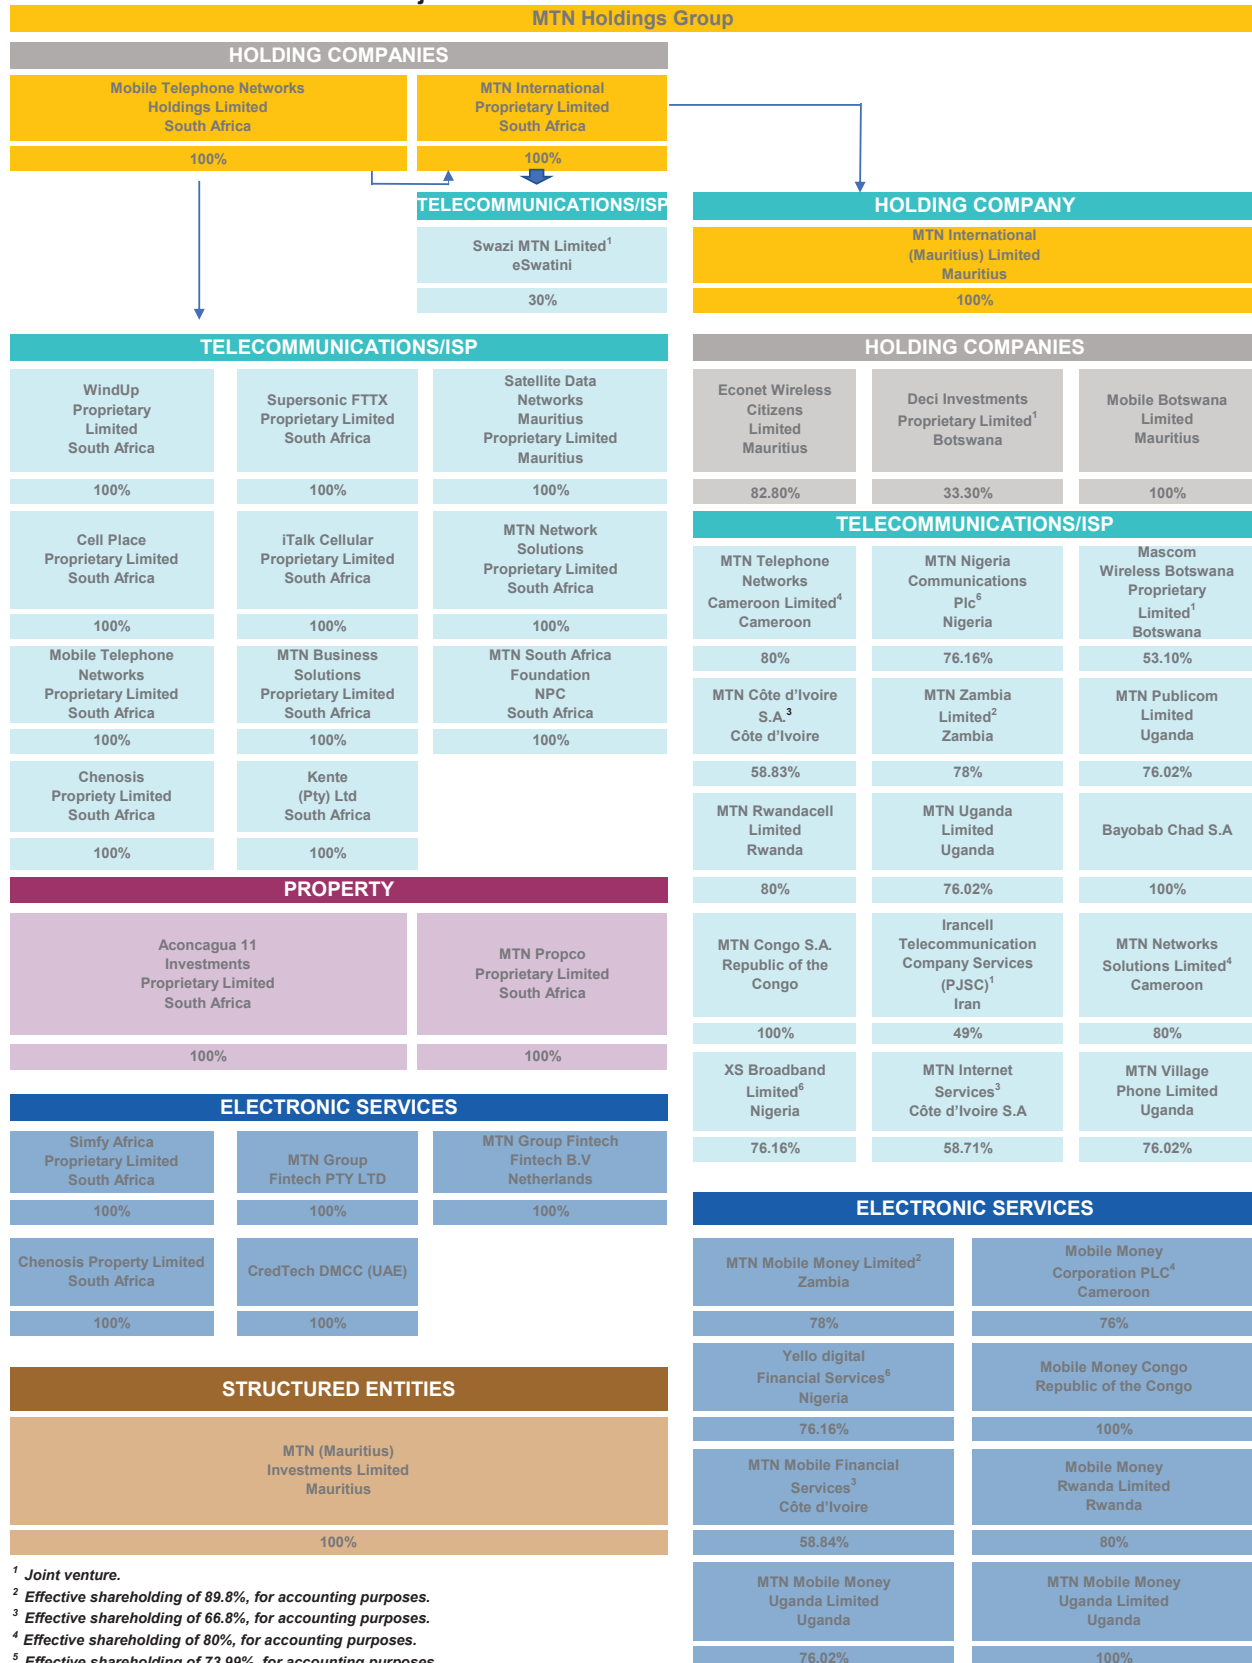 MTN Holdings Group
HOLDING COMPANIES
Mobile Telephone Networks
Holdings Limited
South Africa
100%
MTN International
Proprietary Limited
South Africa
100%
TELECOMMUNICATIONS/ISP
Swazi MTN Limited¹
eSwatini
30%
HOLDING COMPANY
MTN International
(Mauritius) Limited
Mauritius
100%
TELECOMMUNICATIONS/ISP
WindUp
Proprietary
Limited
South Africa
100%
Supersonic FTTX
Proprietary Limited
South Africa
100%
Satellite Data
Networks
Mauritius
Proprietary Limited
Mauritius
100%
Cell Place
Proprietary Limited
South Africa
100%
iTalk Cellular
Proprietary Limited
South Africa
100%
MTN Network
Solutions
Proprietary Limited
South Africa
100%
Mobile Telephone
Networks
Proprietary Limited
South Africa
100%
MTN Business
Solutions
Proprietary Limited
South Africa
100%
MTN South Africa
Foundation
NPC
South Africa
100%
Chenosis
Propriety Limited
South Africa
100%
Kente
(Pty) Ltd
South Africa
100%
PROPERTY
Aconcagua 11
Investments
Proprietary Limited
South Africa
100%
MTN Propco
Proprietary Limited
South Africa
100%
ELECTRONIC SERVICES
Simfy Africa
Proprietary Limited
South Africa
100%
MTN Group
Fintech PTY LTD
100%
MTN Group Fintech
Fintech B.V
Netherlands
100%
Chenosis Property Limited
South Africa
100%
CredTech DMCC (UAE)
100%
STRUCTURED ENTITIES
MTN (Mauritius)
Investments Limited
Mauritius
100%
¹ Joint venture.
² Effective shareholding of 89.8%, for accounting purposes.
³ Effective shareholding of 66.8%, for accounting purposes.
⁴ Effective shareholding of 80%, for accounting purposes.
⁵ Effective shareholding of 73.99%, for accounting purposes.
HOLDING COMPANIES
Econet Wireless
Citizens
Limited
Mauritius
82.80%
Deci Investments
Proprietary Limited¹
Botswana
33.30%
Mobile Botswana
Limited
Mauritius
100%
TELECOMMUNICATIONS/ISP
MTN Telephone
Networks
Cameroon Limited⁴
Cameroon
80%
MTN Nigeria
Communications
Plc⁶
Nigeria
76.16%
Mascom
Wireless Botswana
Proprietary
Limited¹
Botswana
53.10%
MTN Côte d’Ivoire
S.A.³
Côte d’Ivoire
58.83%
MTN Zambia
Limited²
Zambia
78%
MTN Publicom
Limited
Uganda
76.02%
MTN Rwandacell
Limited
Rwanda
80%
MTN Uganda
Limited
Uganda
76.02%
Bayobab Chad S.A
100%
MTN Congo S.A.
Republic of the
Congo
100%
Irancell
Telecommunication
Company Services
(PJSC)¹
Iran
49%
MTN Networks
Solutions Limited⁴
Cameroon
80%
XS Broadband
Limited⁶
Nigeria
76.16%
MTN Internet
Services³
Côte d’Ivoire S.A
58.71%
MTN Village
Phone Limited
Uganda
76.02%
ELECTRONIC SERVICES
MTN Mobile Money Limited²
Zambia
78%
Mobile Money
Corporation PLC⁴
Cameroon
76%
Yello digital
Financial Services⁶
Nigeria
76.16%
Mobile Money Congo
Republic of the Congo
100%
MTN Mobile Financial
Services³
Côte d’Ivoire
58.84%
Mobile Money
Rwanda Limited
Rwanda
80%
MTN Mobile Money
Uganda Limited
Uganda
76.02%
MTN Mobile Money
Uganda Limited
Uganda
100%